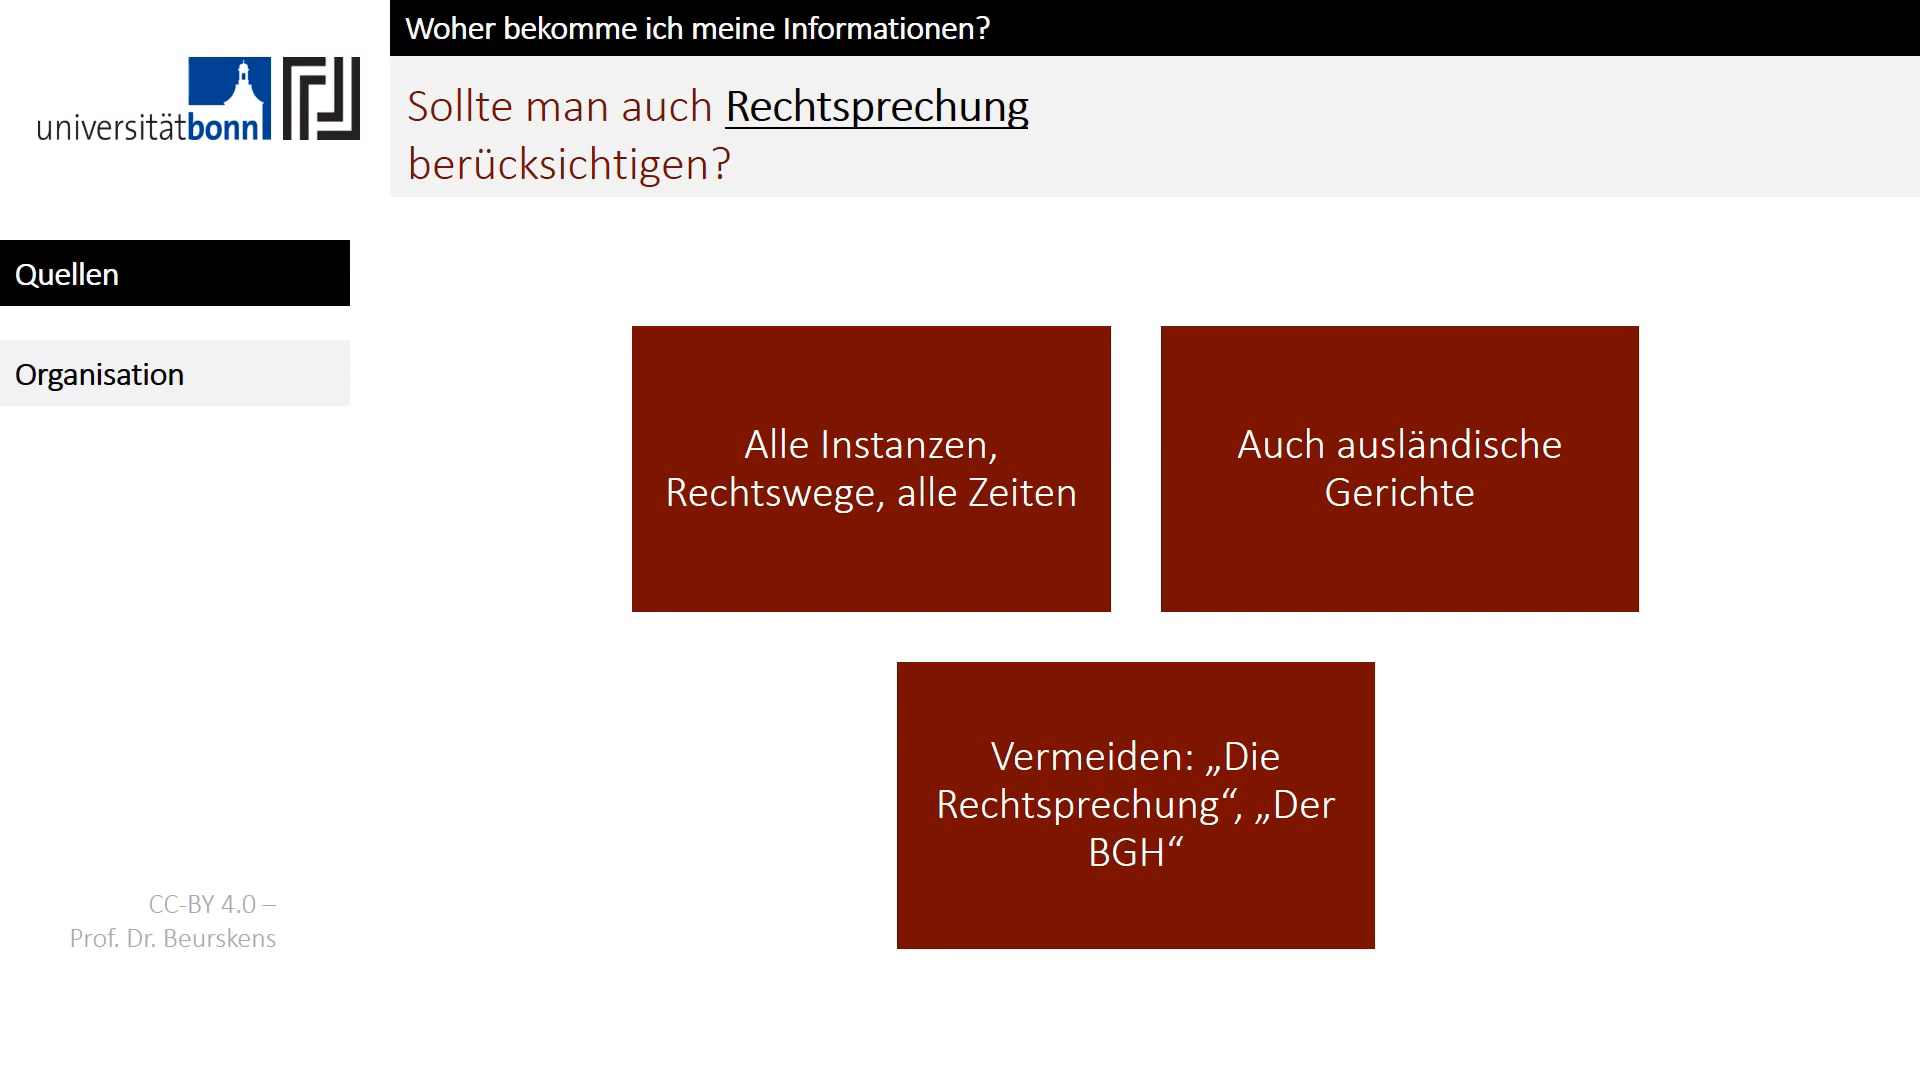 Woher bekomme ich meine Informationen?
universitätbonn
Sollte man auch Rechtsprechung
berücksichtigen?
Quellen
Organisation
Alle Instanzen,
Rechtswege, alle Zeiten
Auch ausländische
Gerichte
Vermeiden: „Die
Rechtsprechung“, „Der
BGH“
CC-BY 4.0 –
Prof. Dr. Beurskens